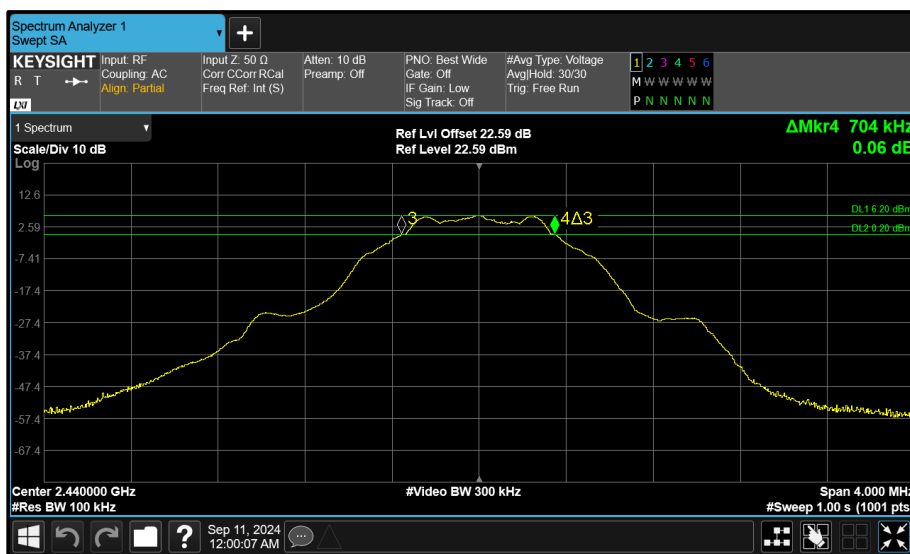 Spectrum Analyzer 1
Swept SA
+
KEYSIGHT
R T
LXI
Input: RF
Coupling: AC
Align: Partial
Input Z: 50 Ω
Corr CCorr RCal
Freq Ref: Int (S)
Atten: 10 dB
Preamp: Off
PNO: Best Wide
Gate: Off
IF Gain: Low
Sig Track: Off
#Avg Type: Voltage
Avg|Hold: 30/30
Trig: Free Run
1 2 3 4 5 6
M W W W W W
P N N N N N
1 Spectrum
Scale/Div 10 dB
Log
Ref Lvl Offset 22.59 dB
Ref Level 22.59 dBm
ΔMkr4 704 kHz
0.06 dB
12.6
2.59
-7.41
-17.4
-27.4
-37.4
-47.4
-57.4
-67.4
3
4Δ3
DL1 6.20 dBm
DL2 0.20 dBm
Center 2.440000 GHz
#Res BW 100 kHz
#Video BW 300 kHz
Span 4.000 MHz
#Sweep 1.00 s (1001 pts
?
Sep 11, 2024
12:00:07 AM